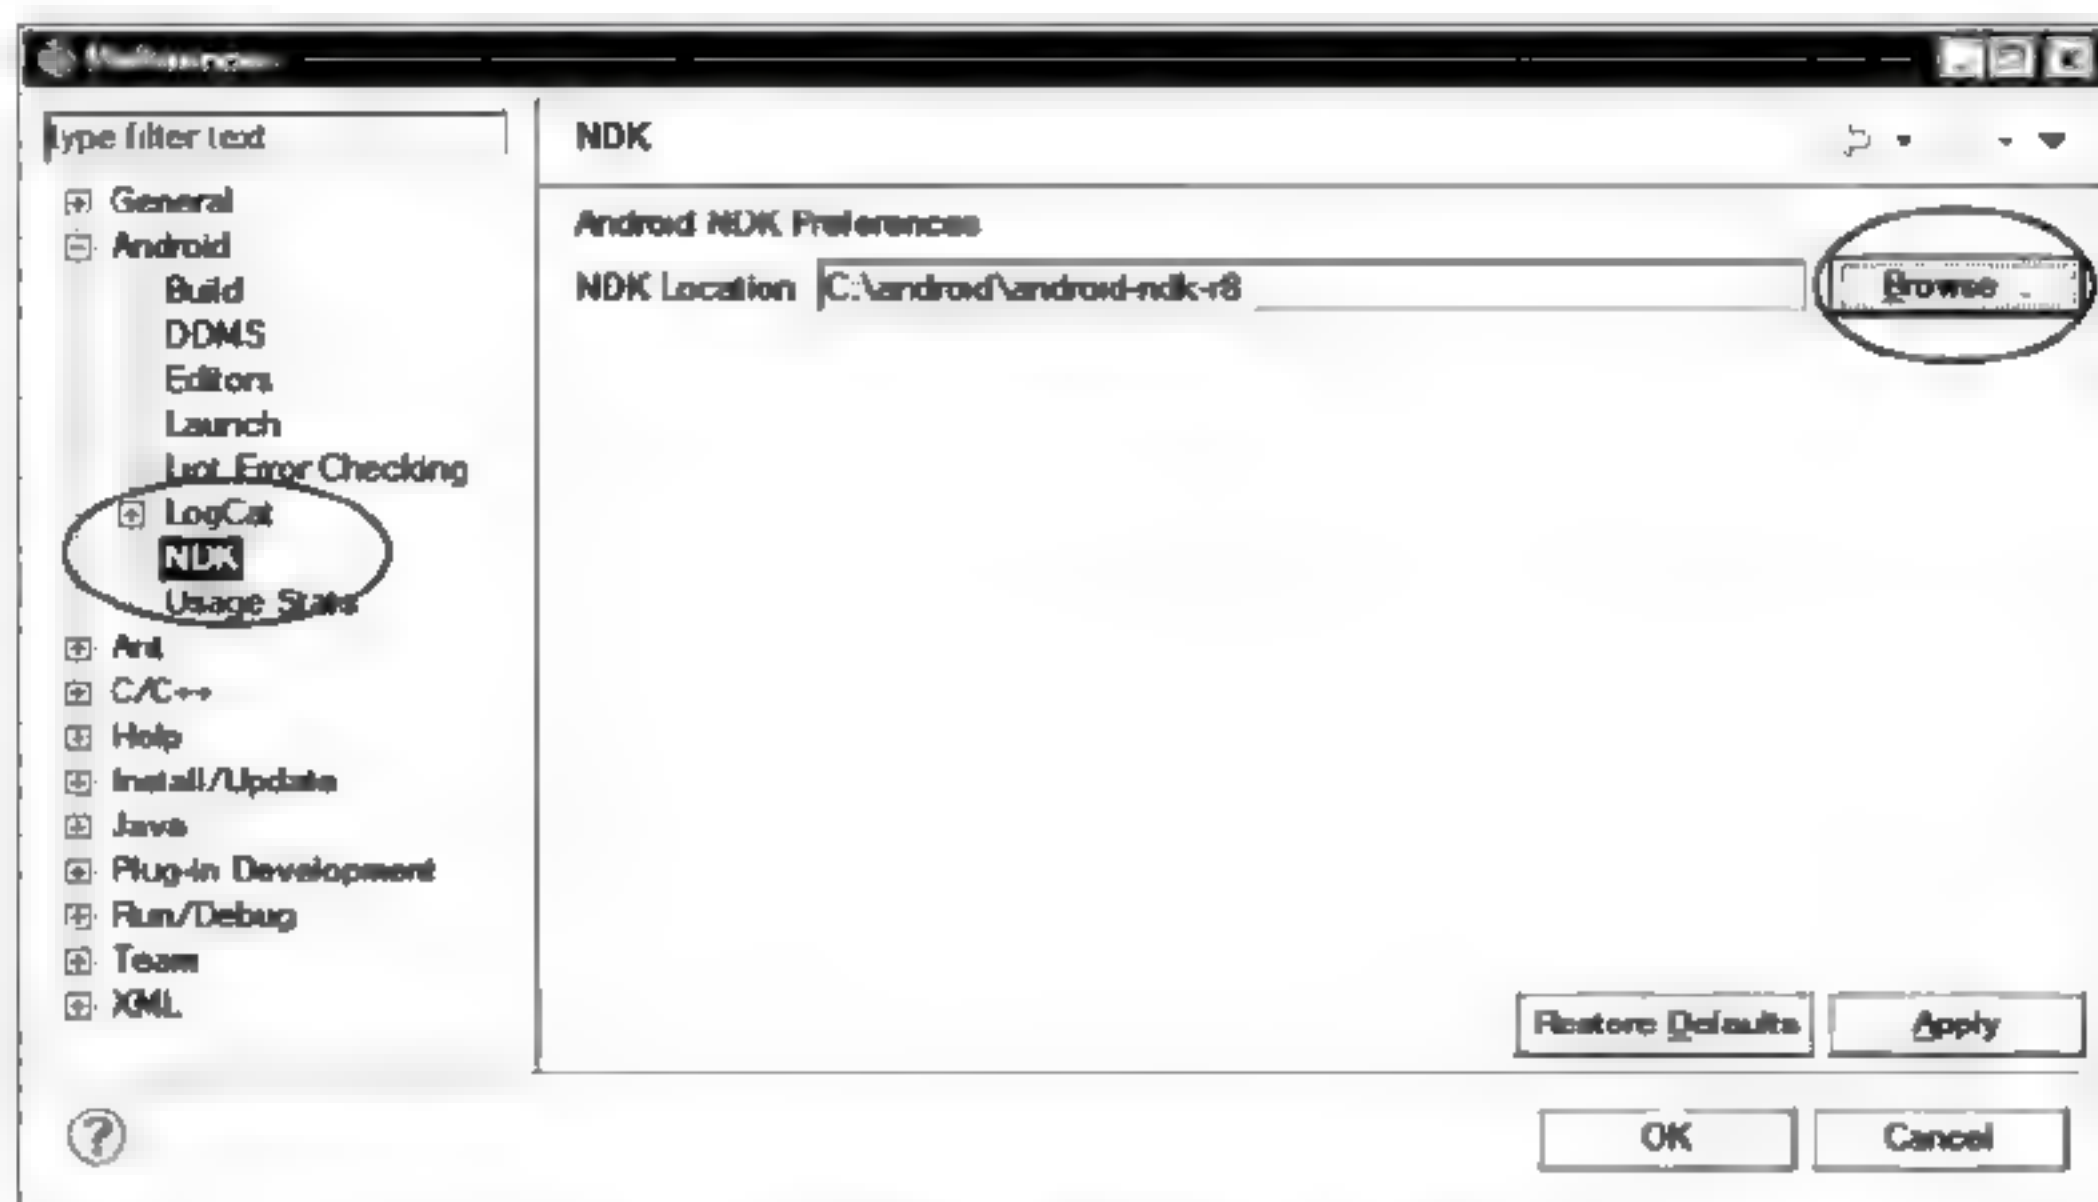 Preferences
type filter text
General
Android
Build
DDMS
Editors
Launch
Lint Error Checking
LogCat
NDK
Usage Stats
Ant
C/C++
Help
Install/Update
Java
Plug-in Development
Run/Debug
Team
XML
NDK
Android NDK Preferences
NDK Location C:\android\android-ndk-r8 Browse...
Restore Defaults Apply
OK Cancel